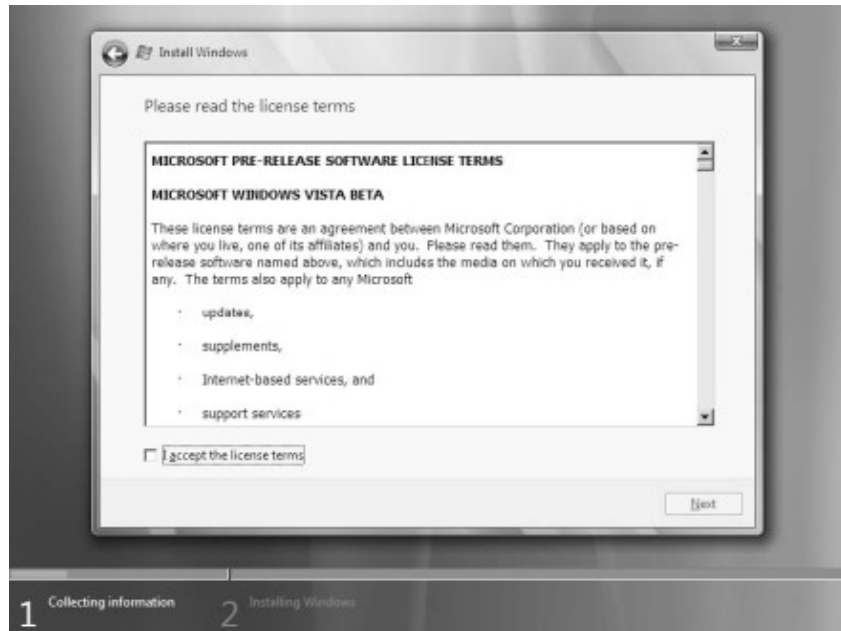 Install Windows
Please read the license terms
MICROSOFT PRE-RELEASE SOFTWARE LICENSE TERMS
MICROSOFT WINDOWS VISTA BETA
These license terms are an agreement between Microsoft Corporation (or based on
where you live, one of its affiliates) and you. Please read them. They apply to the pre-
release software named above, which includes the media on which you received it, if
any. The terms also apply to any Microsoft
· updates,
· supplements,
· Internet-based services, and
· support services
I accept the license terms
Next
1 Collecting information
2 Installing Windows